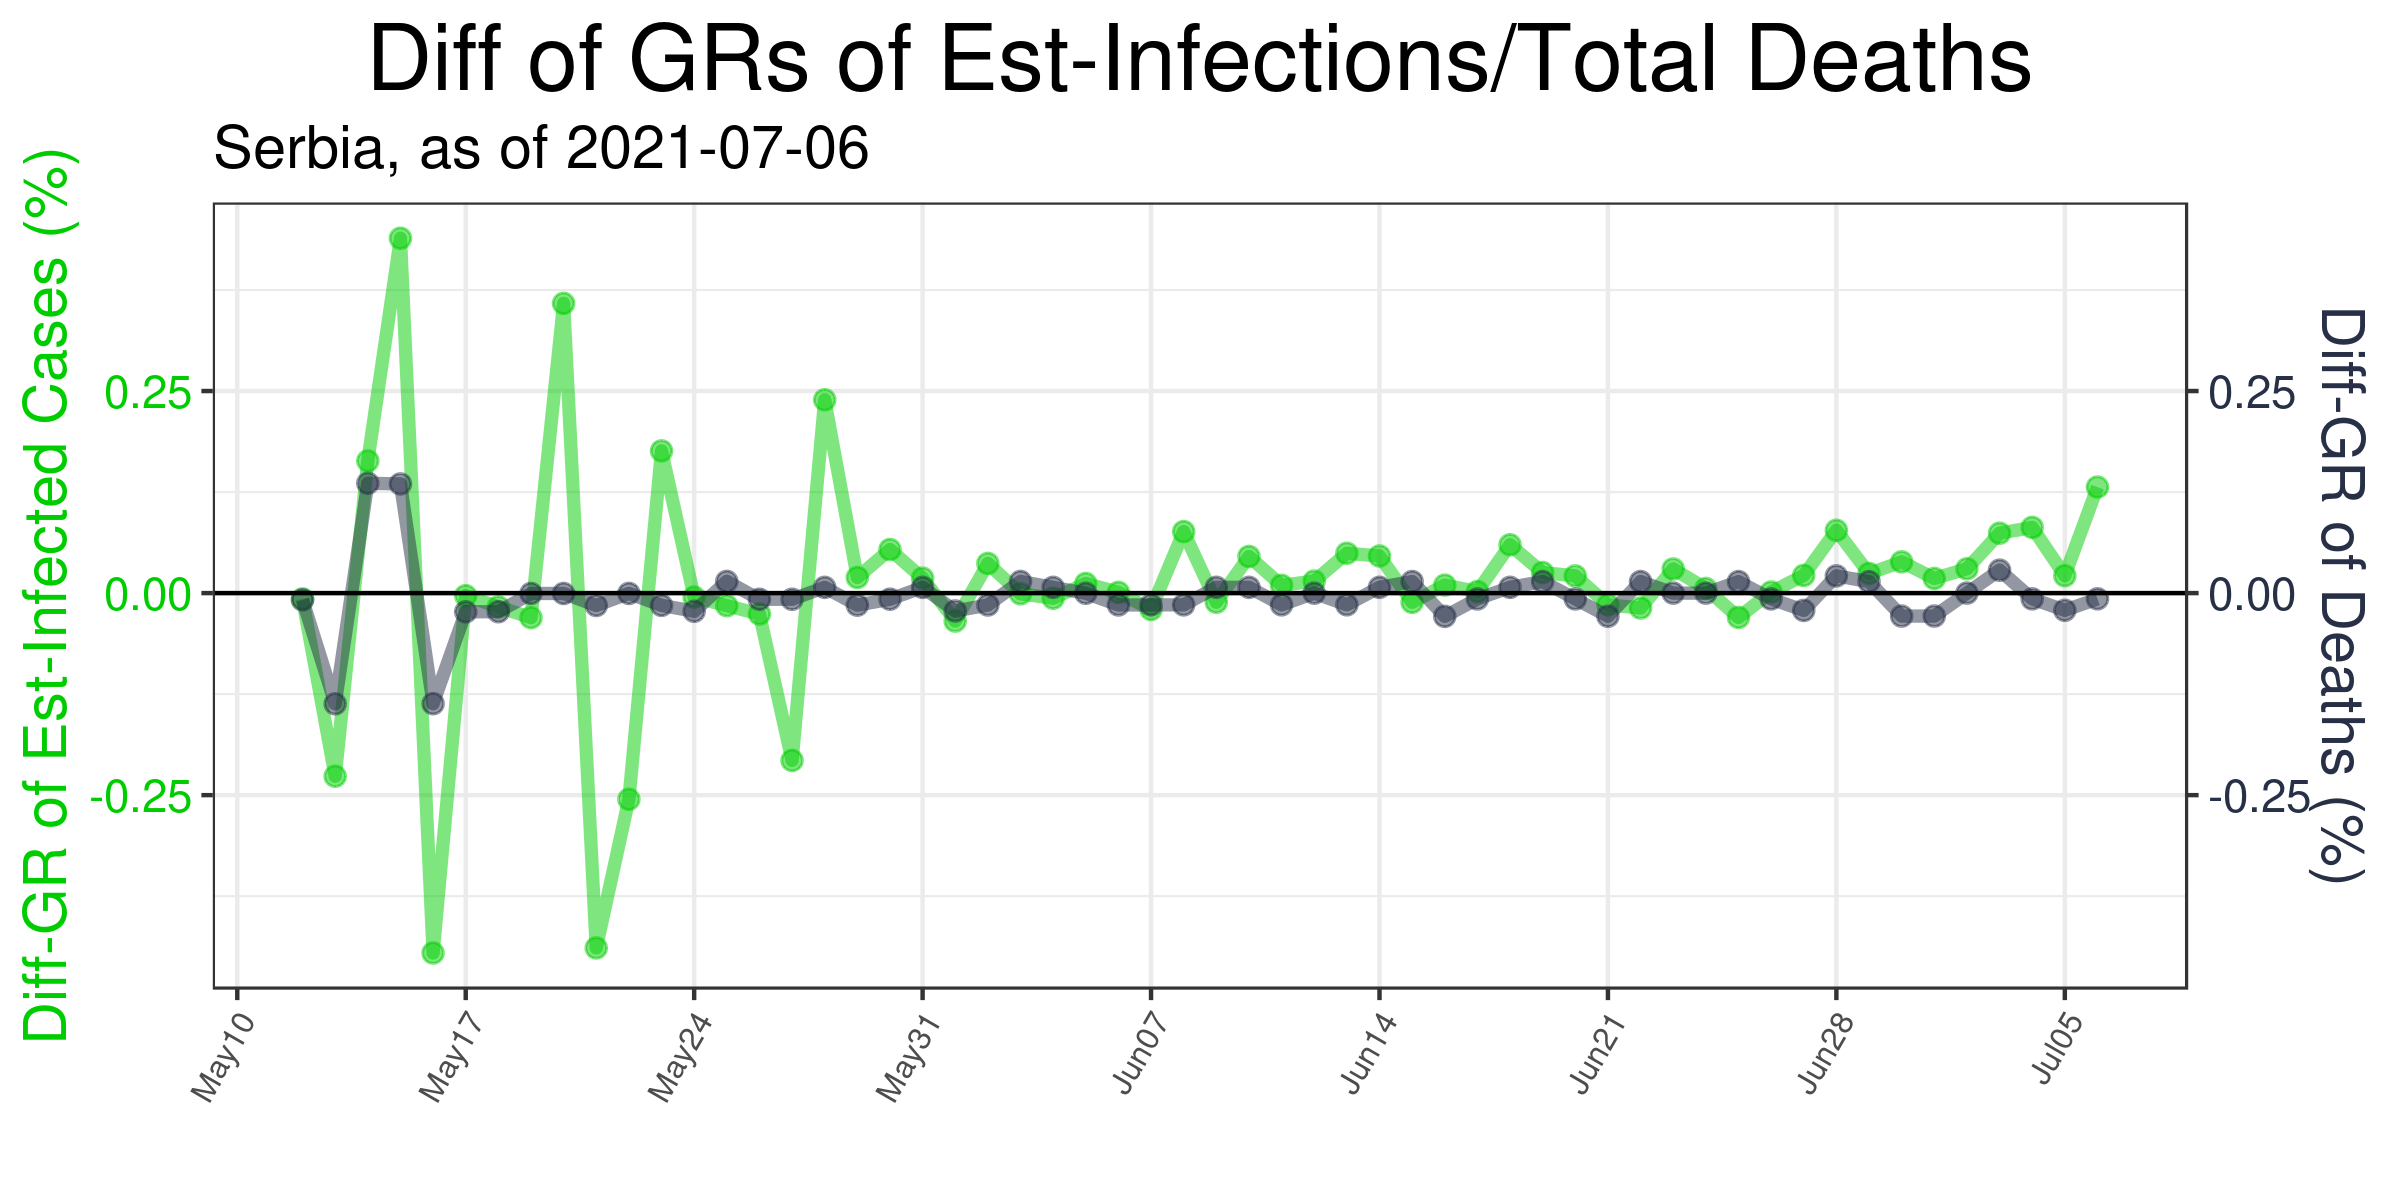 Diff of GRs of Est-Infections/Total Deaths
Serbia, as of 2021-07-06
Diff-GR of Est-Infected Cases (%)
0.25
0.00
-0.25
0.25
0.00
-0.25
Diff-GR of Deaths (%)
May10
May17
May24
May31
Jun07
Jun14
Jun21
Jun28
Jul05